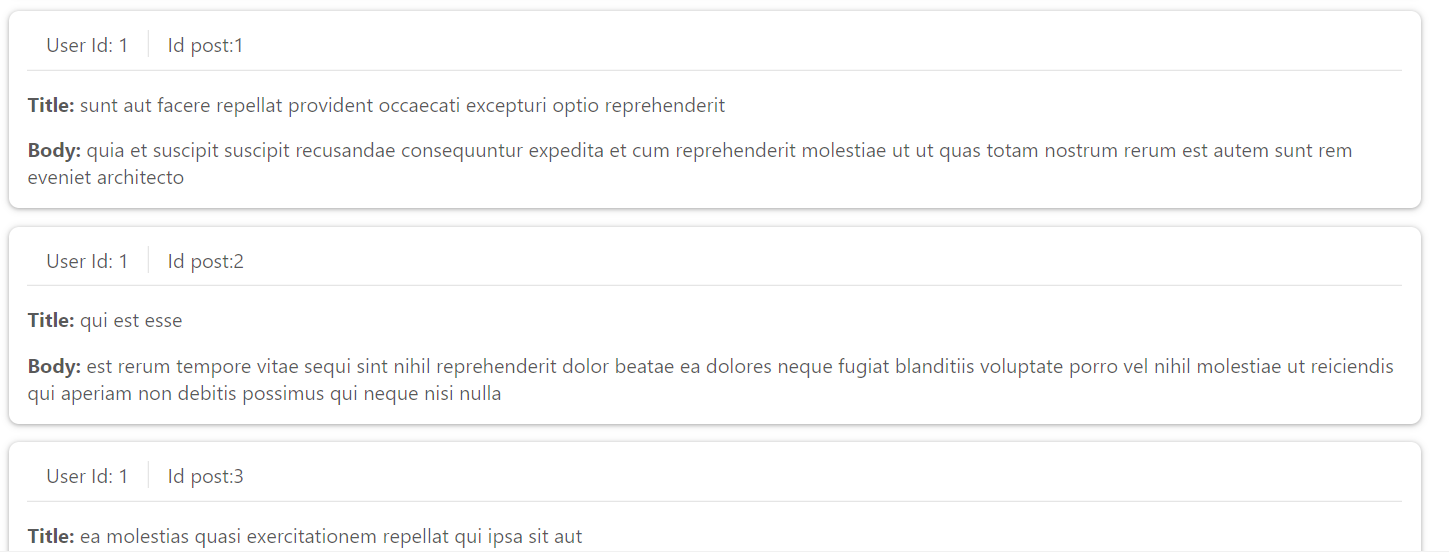 User Id: 1 Id post:1
Title: sunt aut facere repellat provident occaecati excepturi optio reprehenderit
Body: quia et suscipit suscipit recusandae consequuntur expedita et cum reprehenderit molestiae ut ut quas totam nostrum rerum est autem sunt rem
eveniet architecto
User Id: 1 Id post:2
Title: qui est esse
Body: est rerum tempore vitae sequi sint nihil reprehenderit dolor beatae ea dolores neque fugiat blanditiis voluptate porro vel nihil molestiae ut reiciendis
qui aperiam non debitis possimus qui neque nisi nulla
User Id: 1 Id post:3
Title: ea molestias quasi exercitationem repellat qui ipsa sit aut